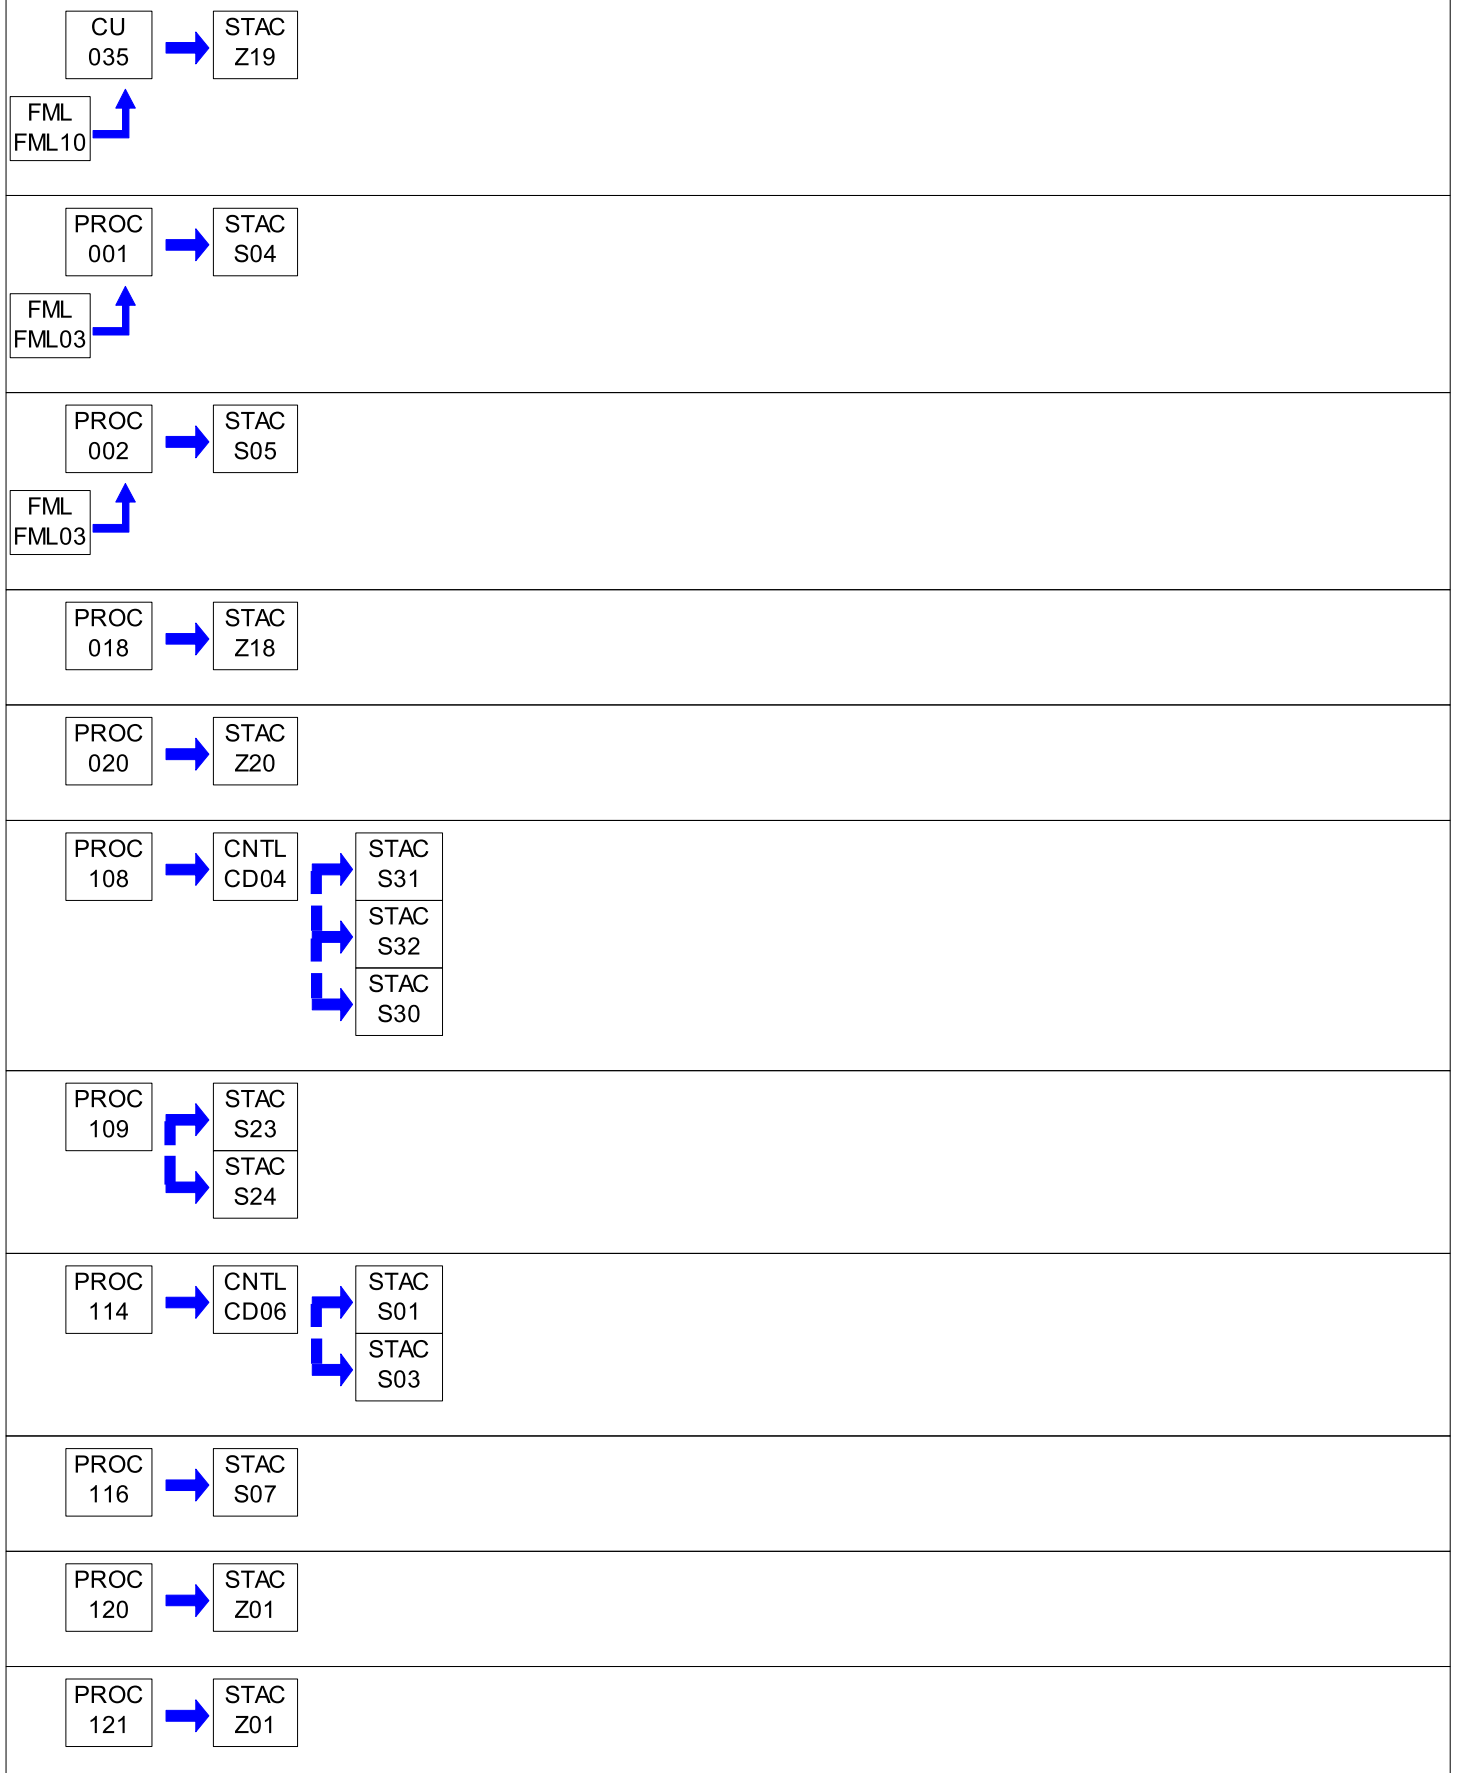 CU
035
STAC
Z19
FML
FML10
PROC
001
STAC
S04
FML
FML03
PROC
002
STAC
S05
FML
FML03
PROC
018
STAC
Z18
PROC
020
STAC
Z20
PROC
108
CNTL
CD04
STAC
S31
STAC
S32
STAC
S30
PROC
109
STAC
S23
STAC
S24
PROC
114
CNTL
CD06
STAC
S01
STAC
S03
PROC
116
STAC
S07
PROC
120
STAC
Z01
PROC
121
STAC
Z01